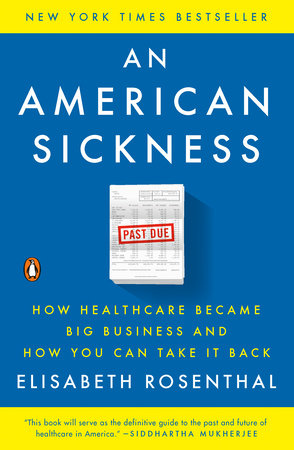 NEW YORK TIMES BESTSELLER
AN
AMERICAN
SICKNESS
PAST DUE
HOW HEALTHCARE BECAME
BIG BUSINESS AND
HOW YOU CAN TAKE IT BACK
ELISABETH ROSENTHAL
"This book will serve as the definitive guide to the past and future of
healthcare in America." —SIDDHARTHA MUKHERJEE